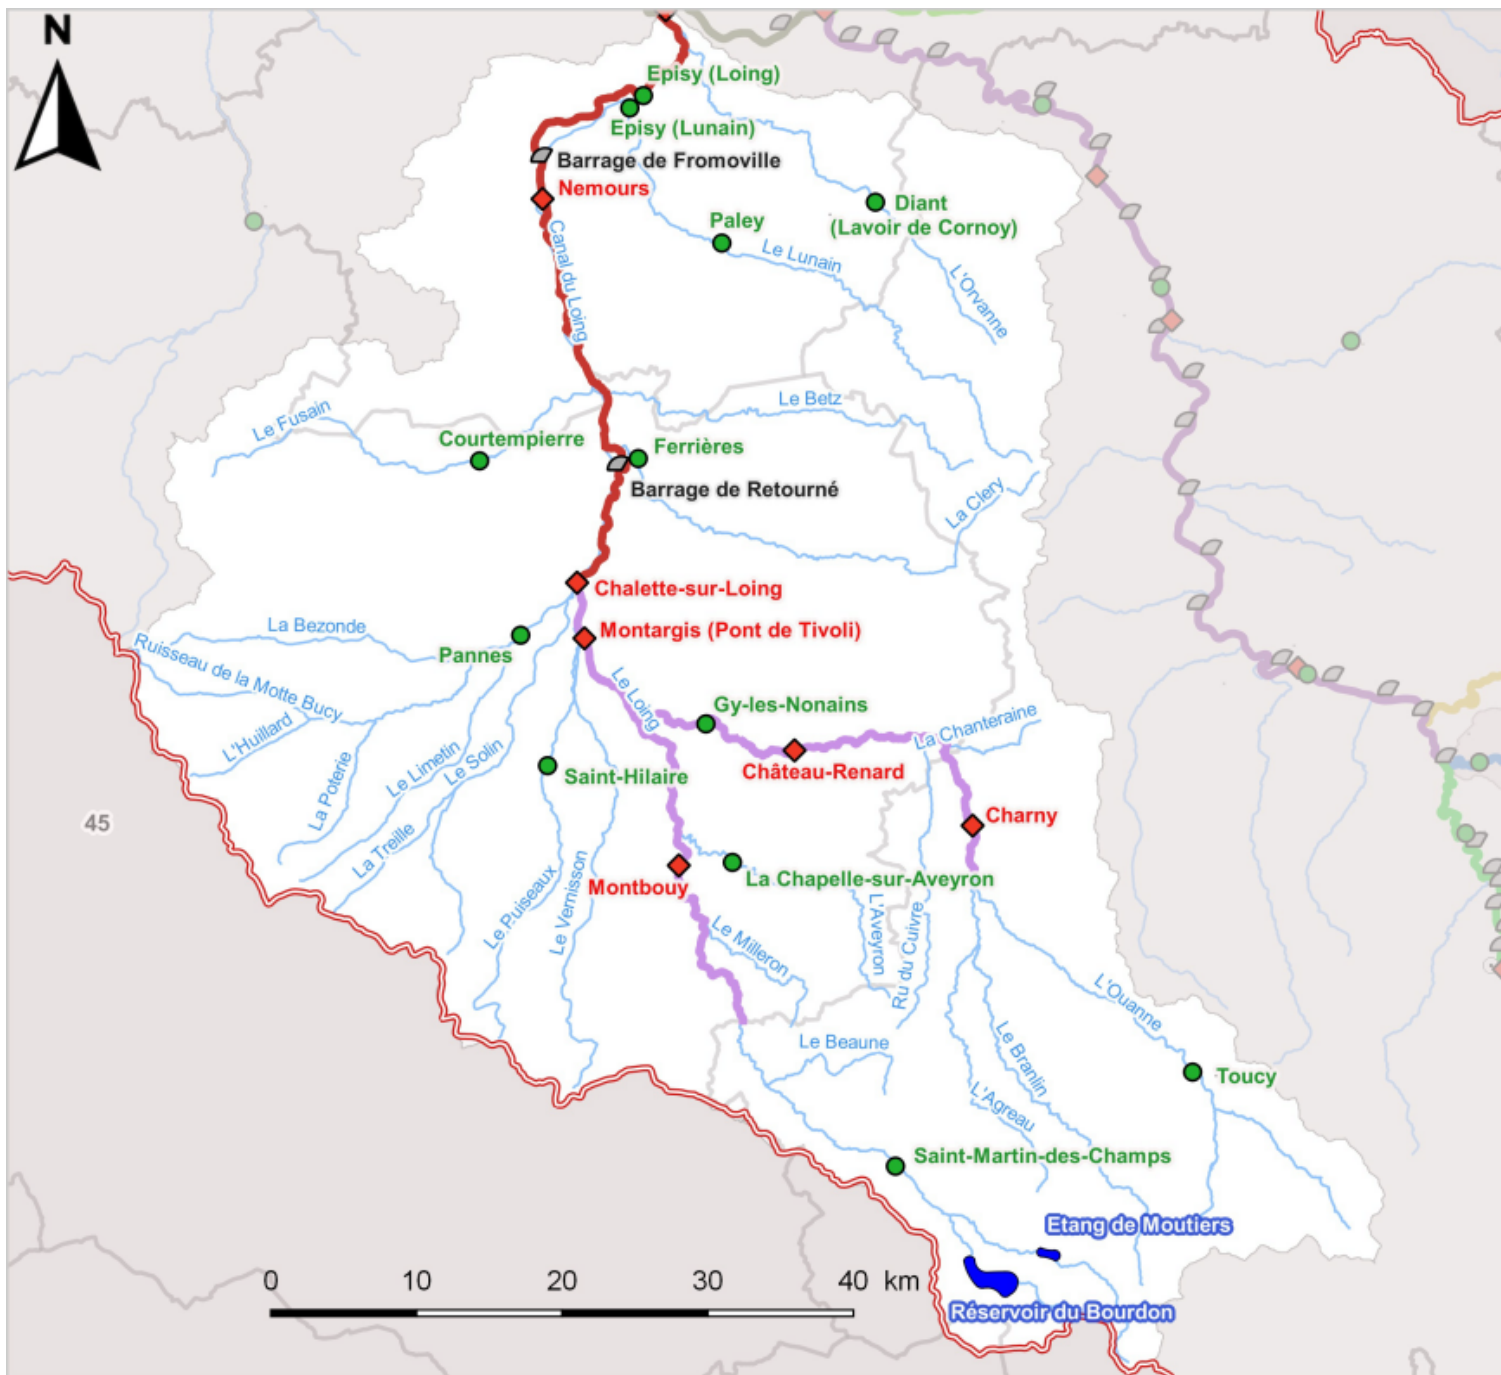 N
Epissy (Loing)
Episy (Lunain)
Barrage de Fromoville
Nemours
Diant
(Lavoir de Cornoy)
Paley
Le Lunain
L'Orvanne
Canal du Loing
Le Betz
Le Fusain
Courtempierre
Ferrières
Barrage de Retourné
La Clery
Chalette-sur-Loing
La Bezonde
Montargis (Pont de Tivoli)
Pannes
Ruisseau de la Motte Bucy
Le Loing
Gy-les-Nonains
La Chanteraine
L'Huillard
Château-Renard
Le Limetin
Le Solin
Saint-Hilaire
La Poterie
45
Charny
La Treille
La Chapelle-sur-Aveyron
Montbouy
Le Puiseaux
Le Vernisson
Le Milleron
L'Aveyron
Ru du Cuivre
L'Ouanne
Le Beaune
Le Branlin
L'Agreau
Toucy
Saint-Martin-des-Champs
Etang de Moutiers
0 10 20 30 40 km
Réservoir du Bourdon